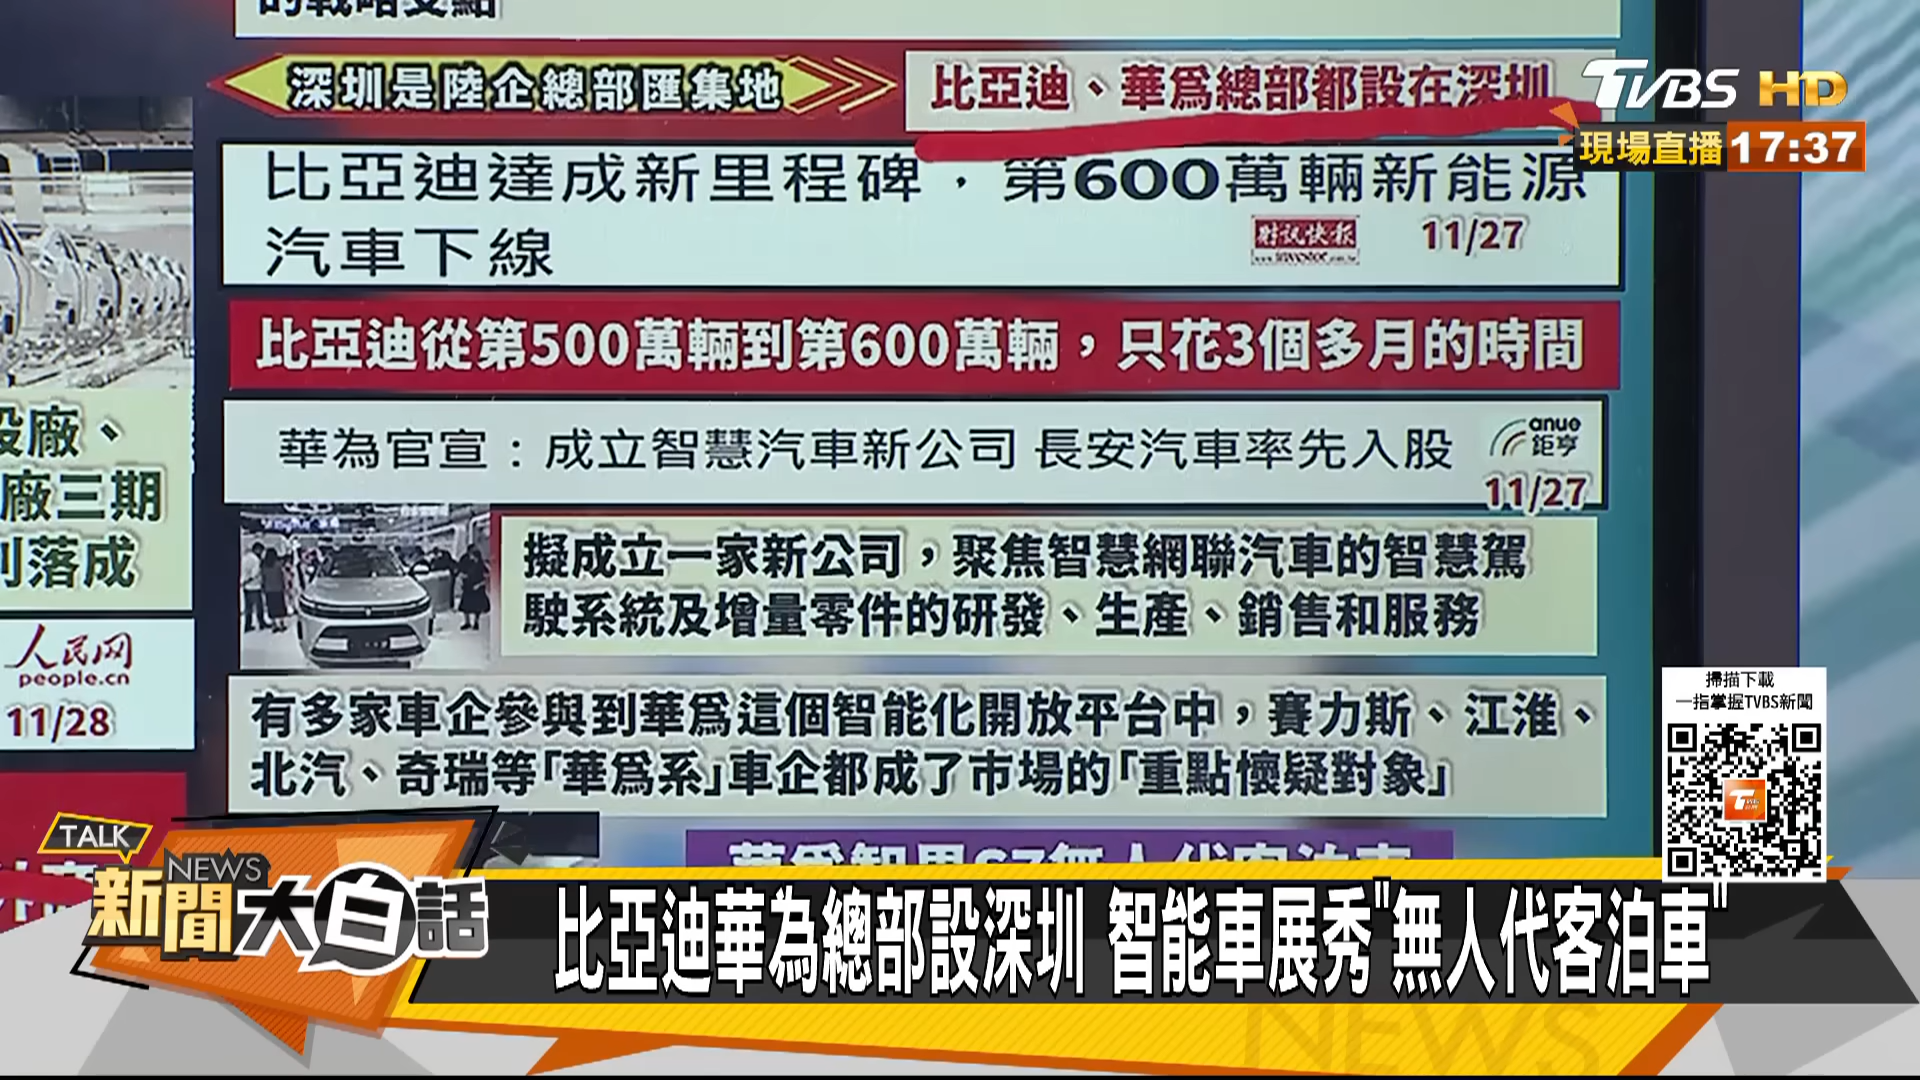 深圳是陸企總部匯集地
比亞迪、華為總部都設在深圳
TVBS HD
現場直播 17:37
比亞迪達成新里程碑，第600萬輛新能源
汽車下線
財訊快報
11/27
比亞迪從第500萬輛到第600萬輛，只花3個多月的時間
華為官宣：成立智慧汽車新公司 長安汽車率先入股
anue
鉅亨
11/27
擬成立一家新公司，聚焦智慧網聯汽車的智慧駕
駛系統及增量零件的研發、生產、銷售和服務
有多家車企參與到華為這個智能化開放平台中，賽力斯、江淮、
北汽、奇瑞等「華為系」車企都成了市場的「重點懷疑對象」
設廠、
廠三期
落成
人民网
people.cn
11/28
掃描下載
一指掌握TVBS新聞
TALK
NEWS
新聞大白話
比亞迪華為總部設深圳 智能車展秀"無人代客泊車"
NEWS